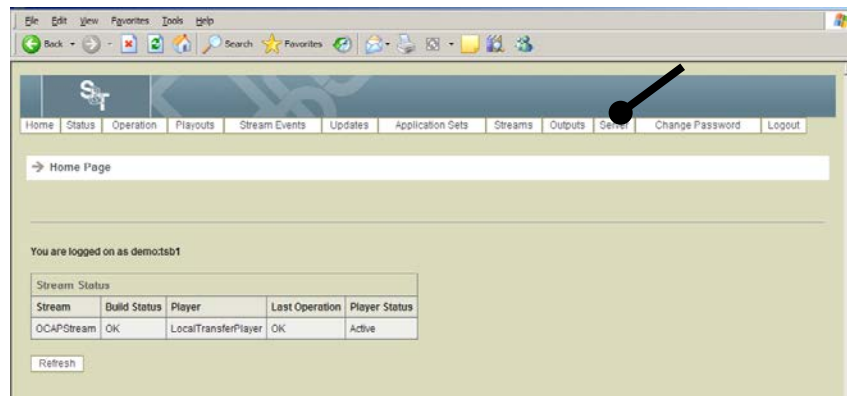 File Edit View Favorites Tools Help
Back Search Favorites
S&T
Home Status Operation Playouts Stream Events Updates Application Sets Streams Outputs Server Change Password Logout
Home Page
You are logged on as demo:tsb1
Stream Status
Stream Build Status Player Last Operation Player Status
OCAPStream OK LocalTransferPlayer OK Active
Refresh